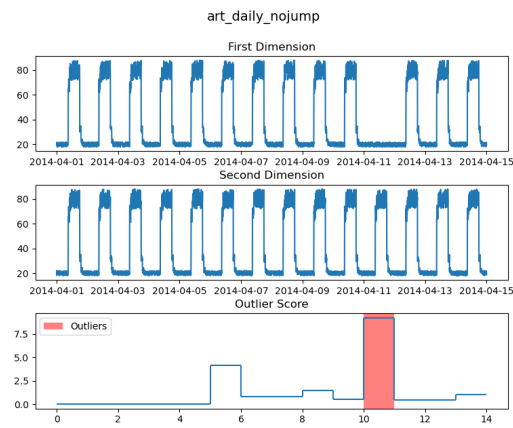 art_daily_nojump
First Dimension
80
60
40
20
2014-04-01 2014-04-03 2014-04-05 2014-04-07 2014-04-09 2014-04-11 2014-04-13 2014-04-15
Second Dimension
80
60
40
20
2014-04-01 2014-04-03 2014-04-05 2014-04-07 2014-04-09 2014-04-11 2014-04-13 2014-04-15
Outlier Score
Outliers
7.5
5.0
2.5
0.0
0 2 4 6 8 10 12 14